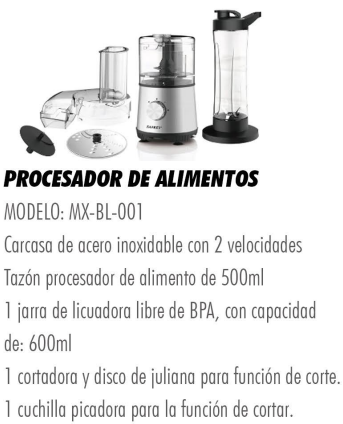 PROCESADOR DE ALIMENTOS
MODELO: MX-BL-001
Carcasa de acero inoxidable con 2 velocidades
Tazón procesador de alimento de 500ml
1 jarra de licuadora libre de BPA, con capacidad
de: 600ml
1 cortadora y disco de juliana para función de corte.
1 cuchilla picadora para la función de cortar.